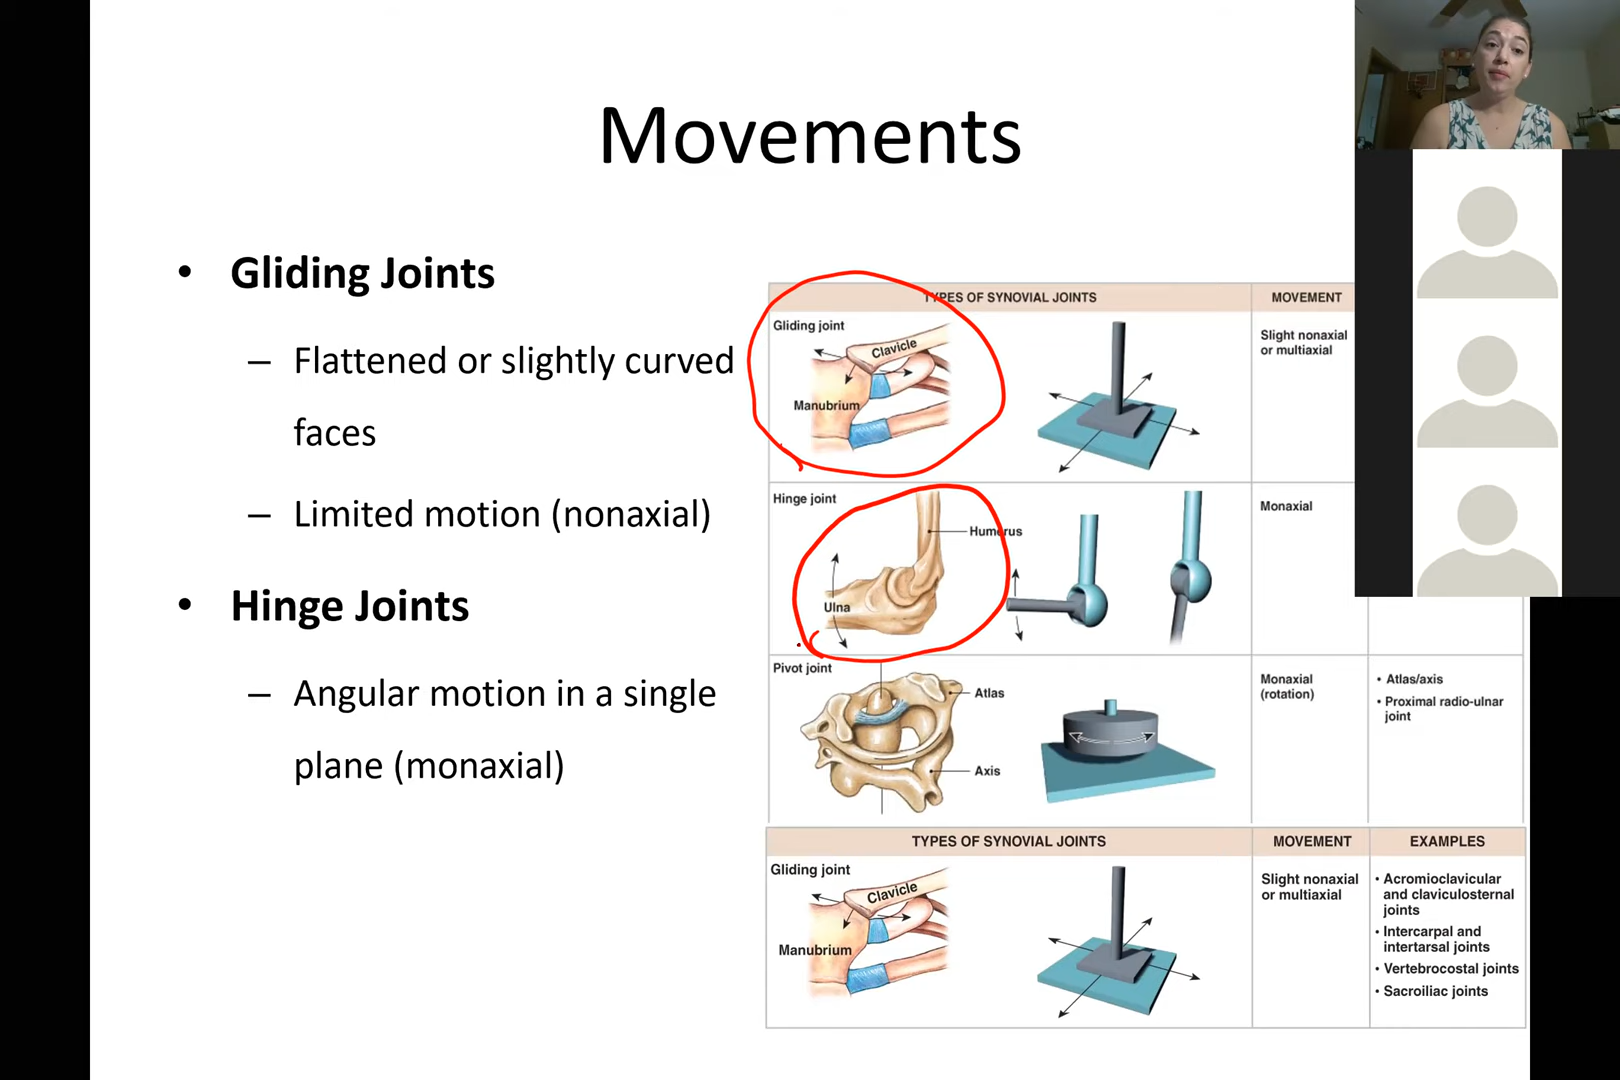 Movements
• Gliding Joints
– Flattened or slightly curved
faces
– Limited motion (nonaxial)
• Hinge Joints
– Angular motion in a single
plane (monaxial)
TYPES OF SYNOVIAL JOINTS
MOVEMENT
Gliding joint
Clavicle
Manubrium
Slight nonaxial
or multiaxial
Hinge joint
Humerus
Ulna
Monaxial
Pivot joint
Atlas
Axis
Monaxial
(rotation)
• Atlas/axis
• Proximal radio-ulnar
joint
TYPES OF SYNOVIAL JOINTS
MOVEMENT
EXAMPLES
Gliding joint
Clavicle
Manubrium
Slight nonaxial
or multiaxial
• Acromioclavicular
and claviculosternal
joints
• Intercarpal and
intertarsal joints
• Vertebrocostal joints
• Sacroiliac joints